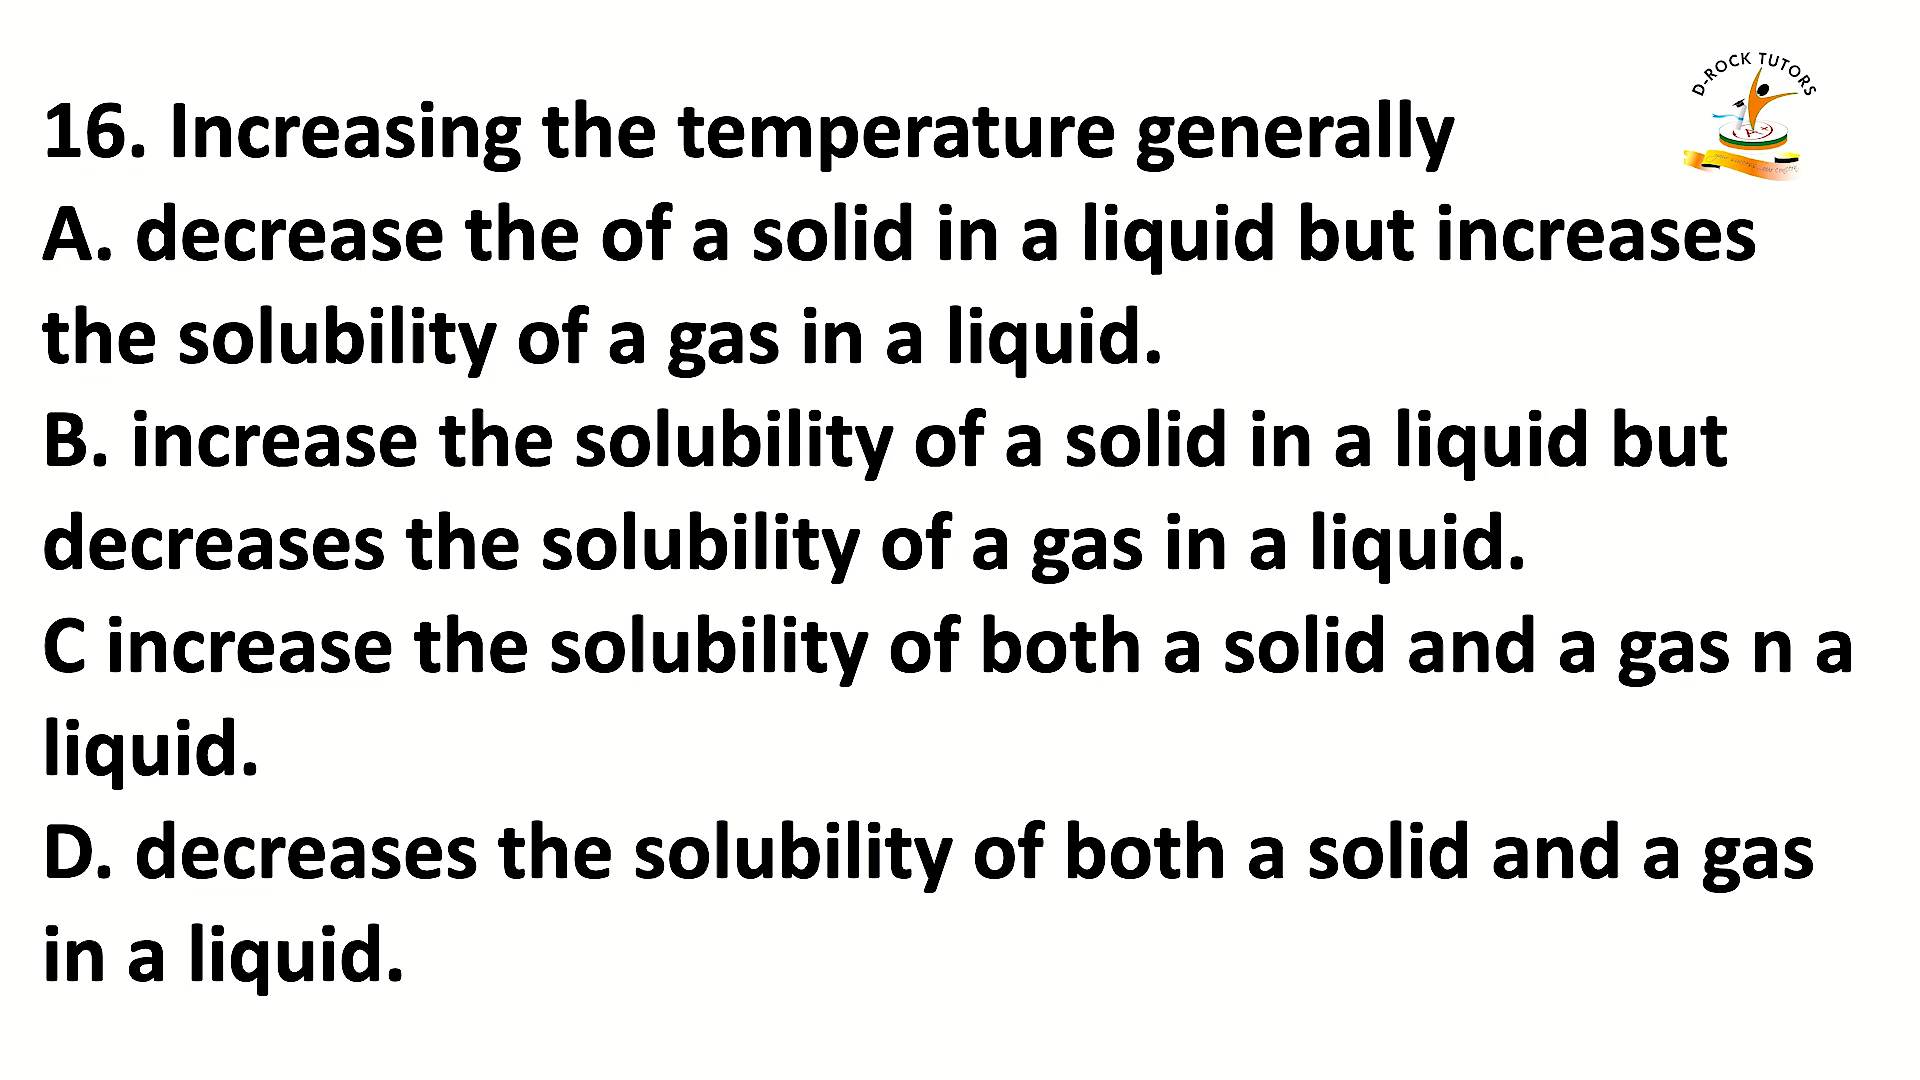 D-ROCK TUTORS
16. Increasing the temperature generally
A. decrease the of a solid in a liquid but increases
the solubility of a gas in a liquid.
B. increase the solubility of a solid in a liquid but
decreases the solubility of a gas in a liquid.
C increase the solubility of both a solid and a gas n a
liquid.
D. decreases the solubility of both a solid and a gas
in a liquid.